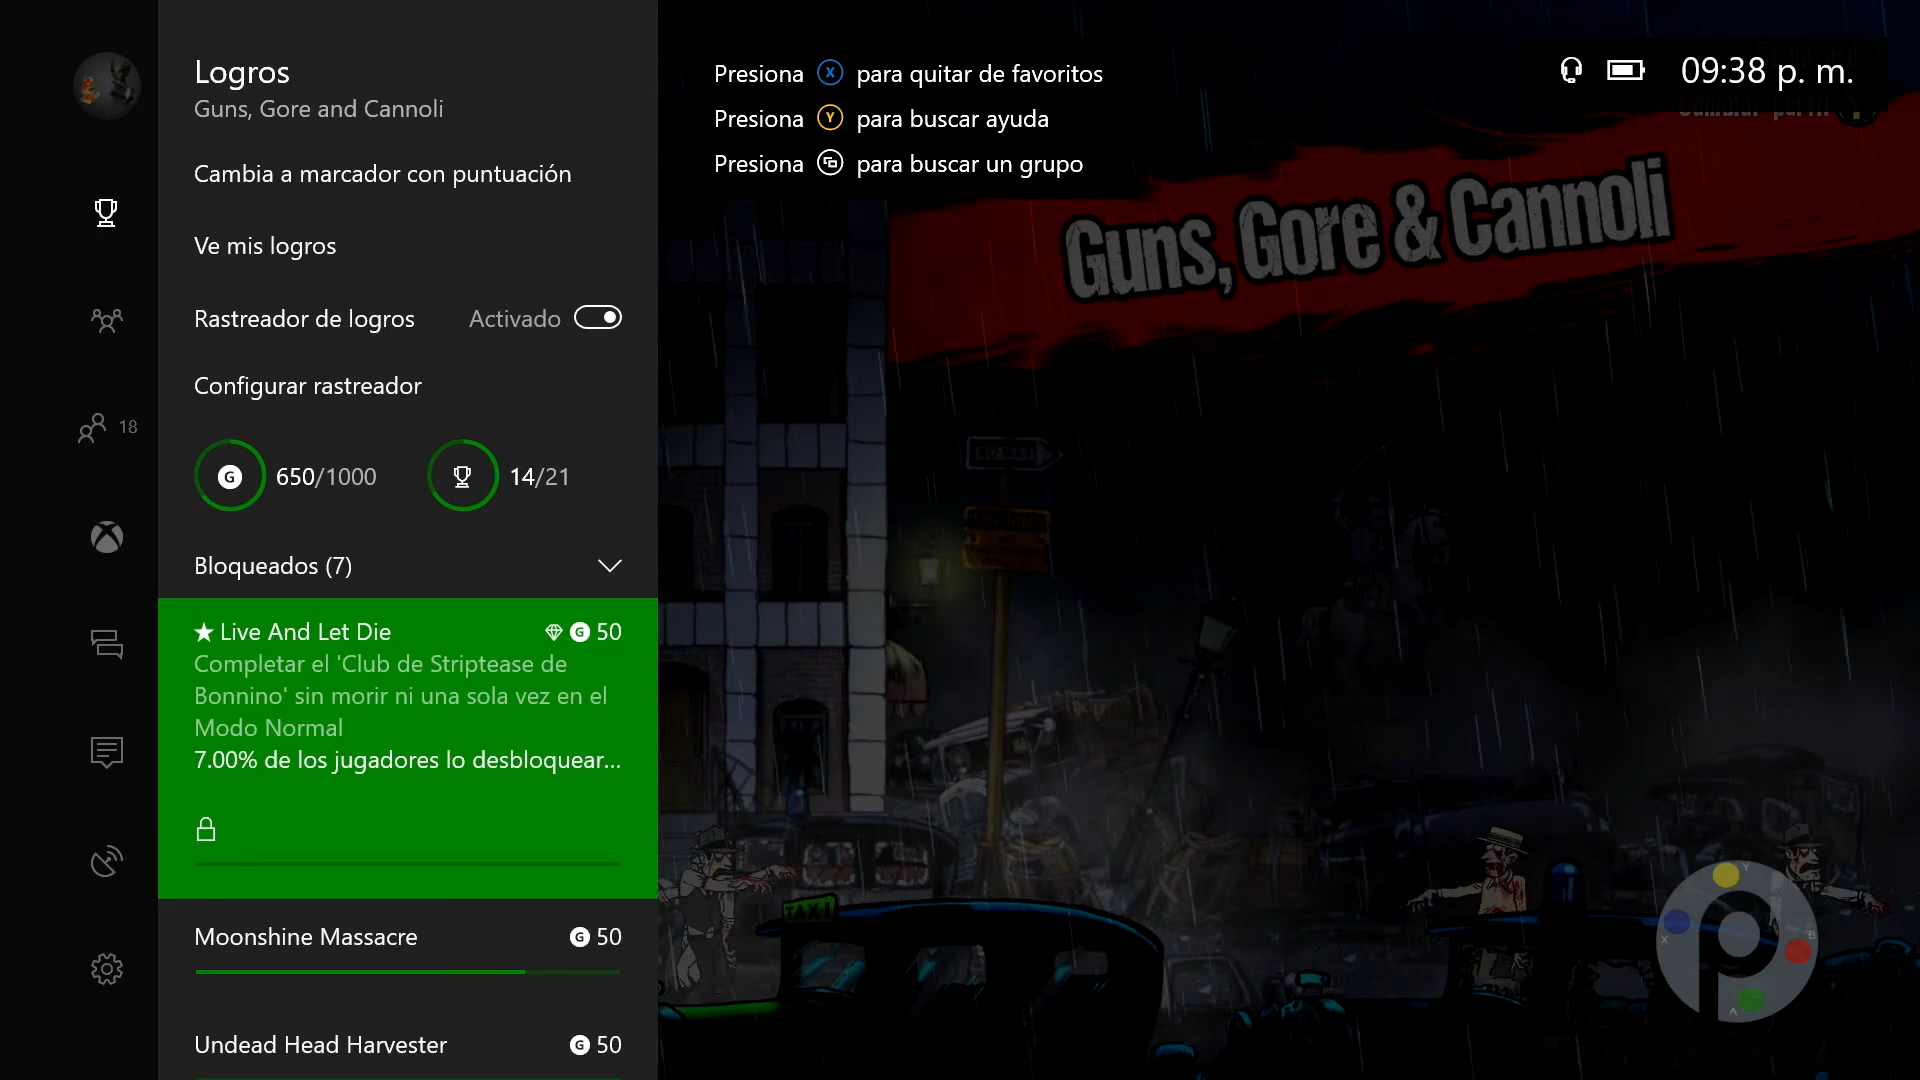 Logros
Guns, Gore and Cannoli
Cambia a marcador con puntuación
Ve mis logros
Rastreador de logros Activado
Configurar rastreador
G 650/1000 14/21
Bloqueados (7)
★ Live And Let Die G 50
Completar el 'Club de Striptease de
Bonnino' sin morir ni una sola vez en el
Modo Normal
7.00% de los jugadores lo desbloquear...
Moonshine Massacre G 50
Undead Head Harvester G 50
18
Presiona X para quitar de favoritos
Presiona Y para buscar ayuda
Presiona para buscar un grupo
09:38 p. m.
Cambiar perfil Y
Guns, Gore & Cannoli
TAXI
Y
X
B
A